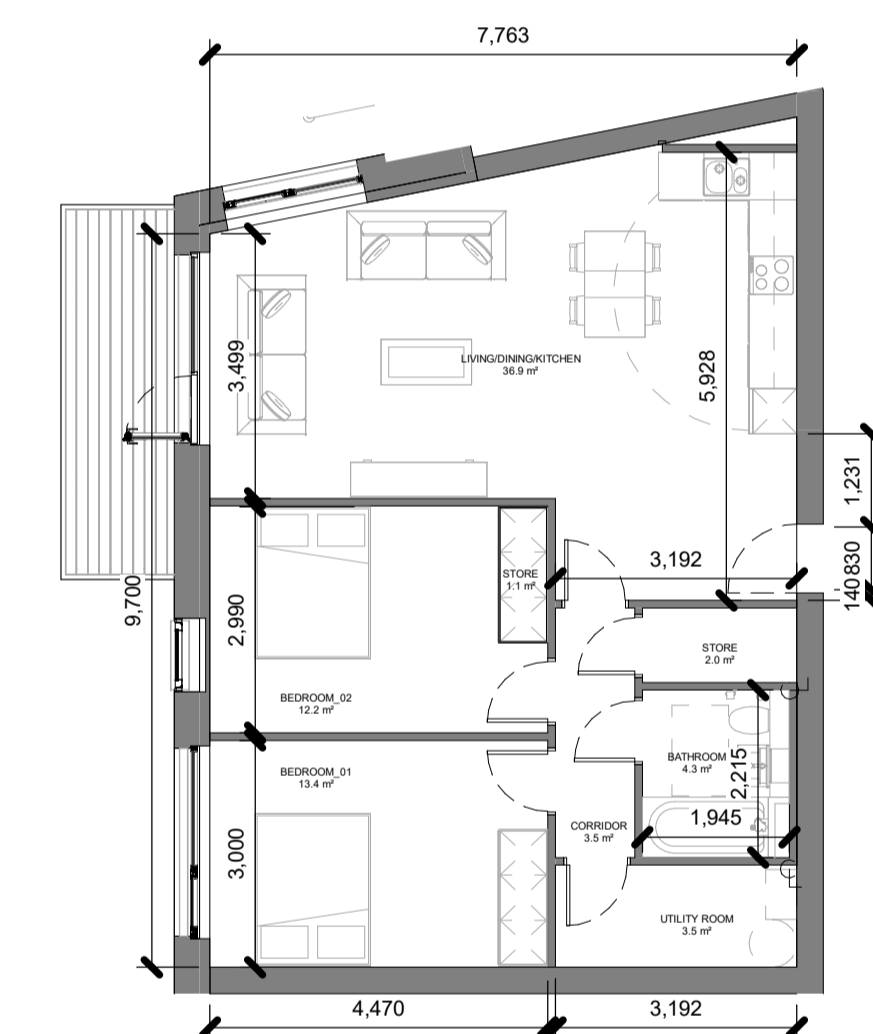 7,763
LIVING/DINING/KITCHEN
36.9 m²
3,499
5,928
1,231
830
140
3,192
STORE
1.1 m²
9,700
2,990
STORE
2.0 m²
BEDROOM_02
12.2 m²
BEDROOM_01
13.4 m²
BATHROOM
4.3 m²
2,215
1,945
CORRIDOR
3.5 m²
3,000
UTILITY ROOM
3.5 m²
4,470
3,192